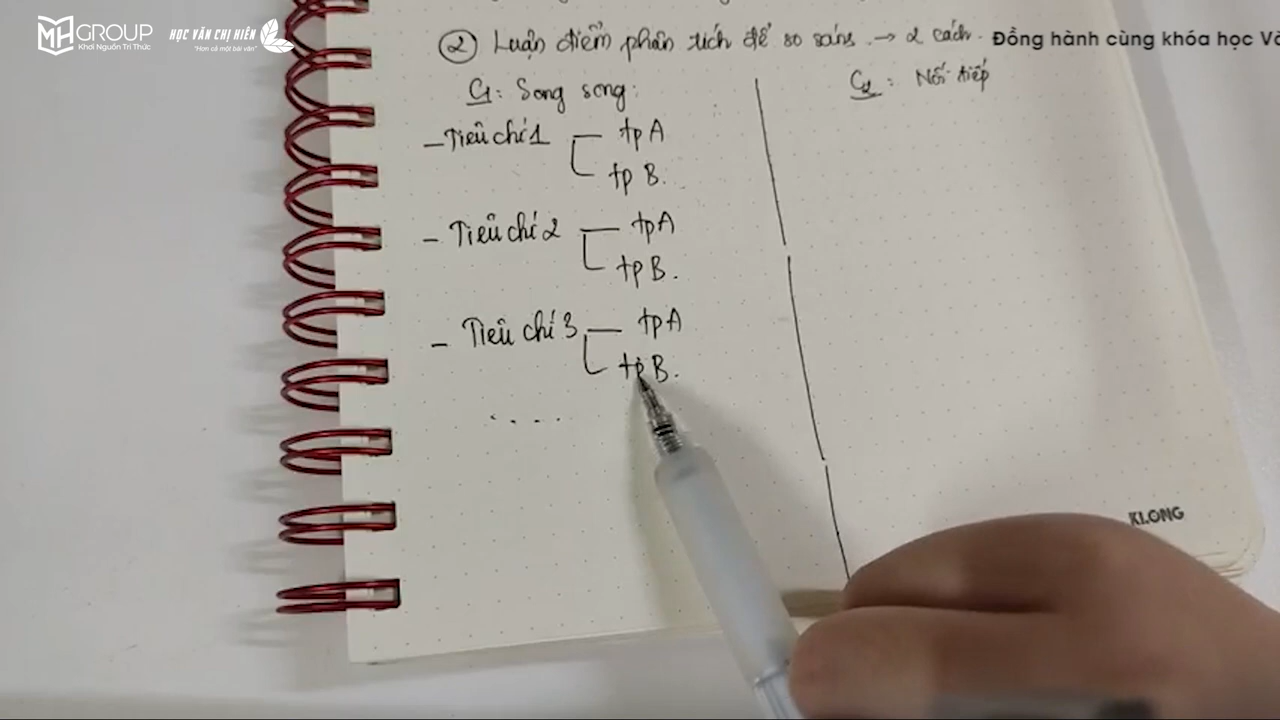 MH GROUP
Khơi Nguồn Tri Thức
HỌC VĂN CHỊ HIÊN
"Hơn cả một bài văn"
Đồng hành cùng khóa học Vă
② Luận điểm phân tích để so sánh → 2 cách.
C1: Song song:
- Tiêu chí 1 tp A
tp B.
- Tiêu chí 2 tp A
tp B.
- Tiêu chí 3 tp A
tp B.
....
C2: Nối tiếp
KLONG